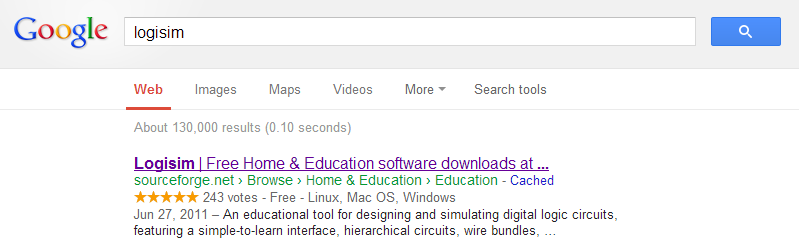 Google logisim
Web Images Maps Videos More Search tools
About 130,000 results (0.10 seconds)
Logisim | Free Home & Education software downloads at ...
sourceforge.net › Browse › Home & Education › Education - Cached
243 votes - Free - Linux, Mac OS, Windows
Jun 27, 2011 – An educational tool for designing and simulating digital logic circuits,
featuring a simple-to-learn interface, hierarchical circuits, wire bundles, ...